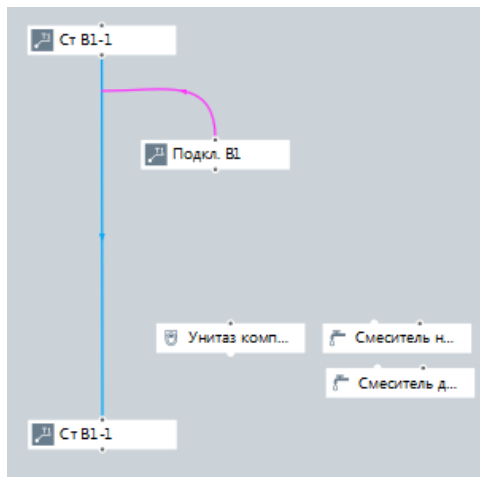 Ст В1-1
Подкл. В1
Унитаз комп...
Смеситель н...
Смеситель д...
Ст В1-1